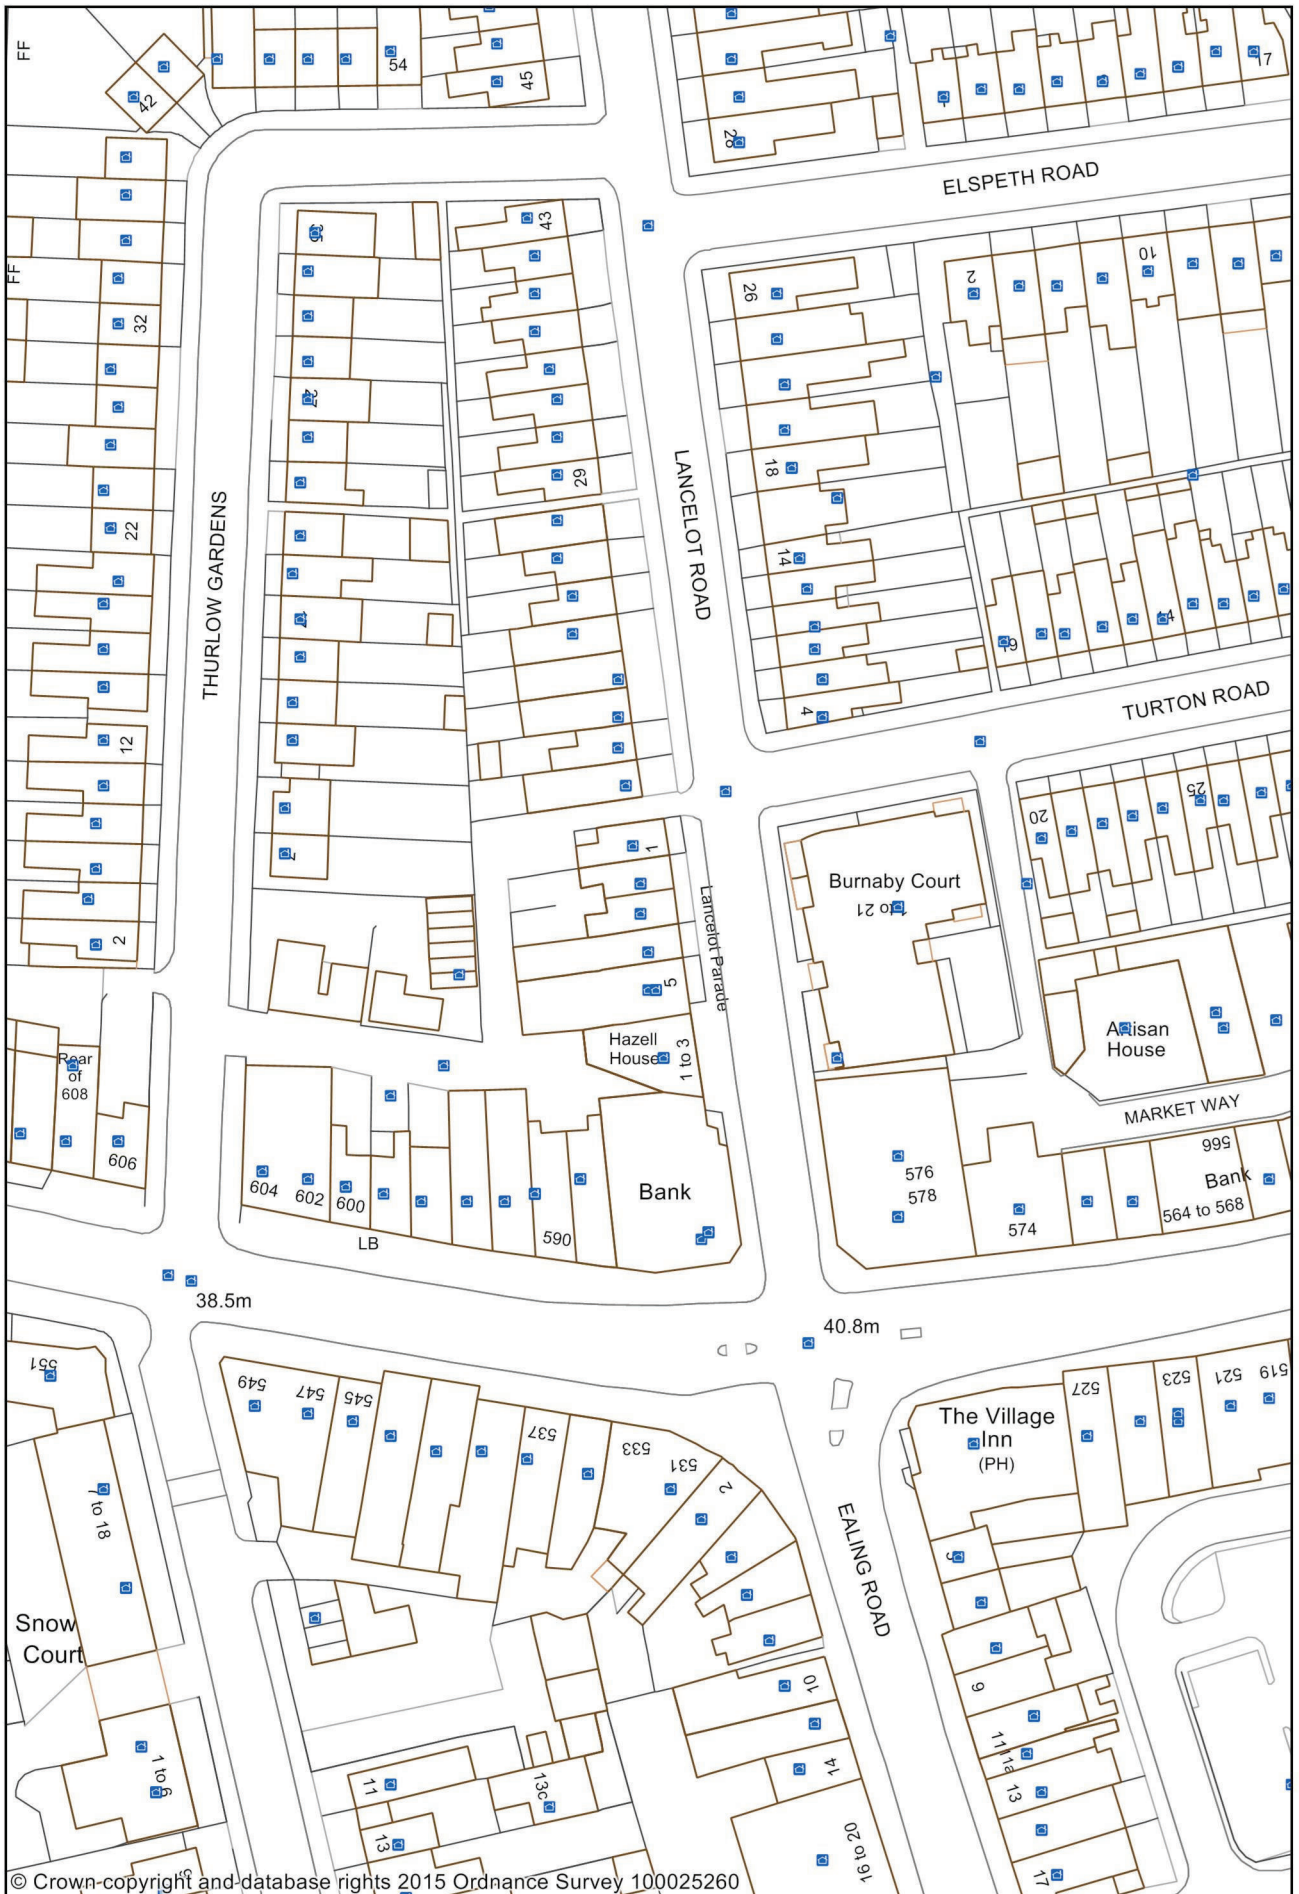 FF
42
54
45
28
17
ELSPETH ROAD
FF
32
35
43
26
2
10
27
LANCELOT ROAD
29
18
22
THURLOW GARDENS
14
17
4
19
14
TURTON ROAD
12
7
1
20
25
Burnaby Court
1 to 21
Lancelot Parade
2
5
Hazell
House
1 to 3
Artisan
House
MARKET WAY
Rear
of
608
606
604
602
600
LB
590
Bank
576
578
574
566
Bank
564 to 568
38.5m
40.8m
551
549
547
545
537
533
531
2
527
523
521
519
The Village
Inn
(PH)
EALING ROAD
7 to 18
Snow
Court
1 to 6
10
14
16 to 20
9
11
11a
13
17
11
13
13c
© Crown copyright and database rights 2015 Ordnance Survey 100025260